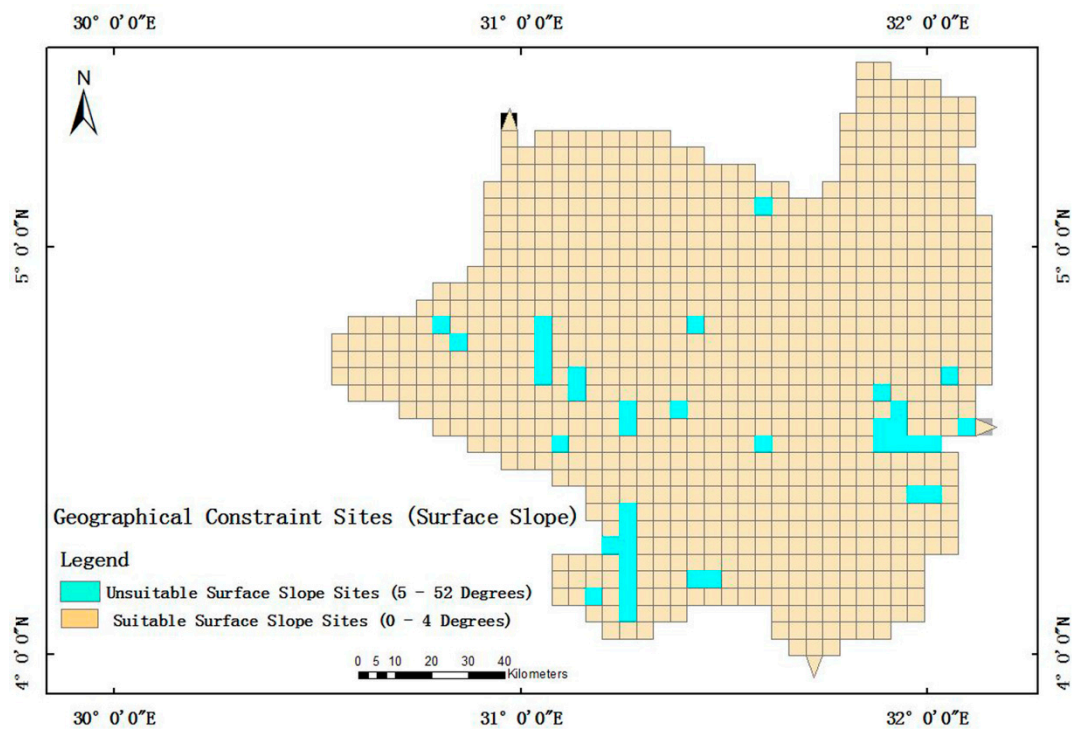 30° 0′0″E 31° 0′0″E 32° 0′0″E
N
5° 0′0″N 5° 0′0″N
Geographical Constraint Sites (Surface Slope)
Legend
Unsuitable Surface Slope Sites (5 - 52 Degrees)
Suitable Surface Slope Sites (0 - 4 Degrees)
4° 0′0″N 4° 0′0″N
0 5 10 20 30 40
Kilometers
30° 0′0″E 31° 0′0″E 32° 0′0″E